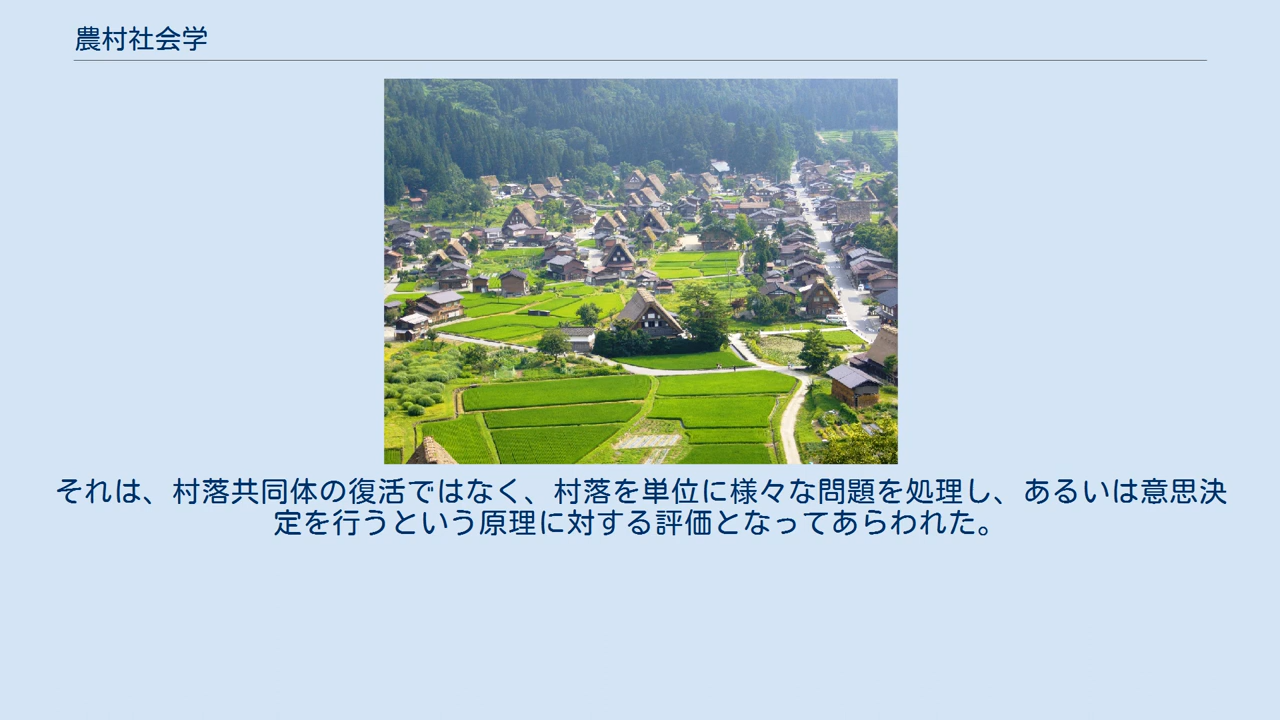 農村社会学
それは、村落共同体の復活ではなく、村落を単位に様々な問題を処理し、あるいは意思決
定を行うという原理に対する評価となってあらわれた。